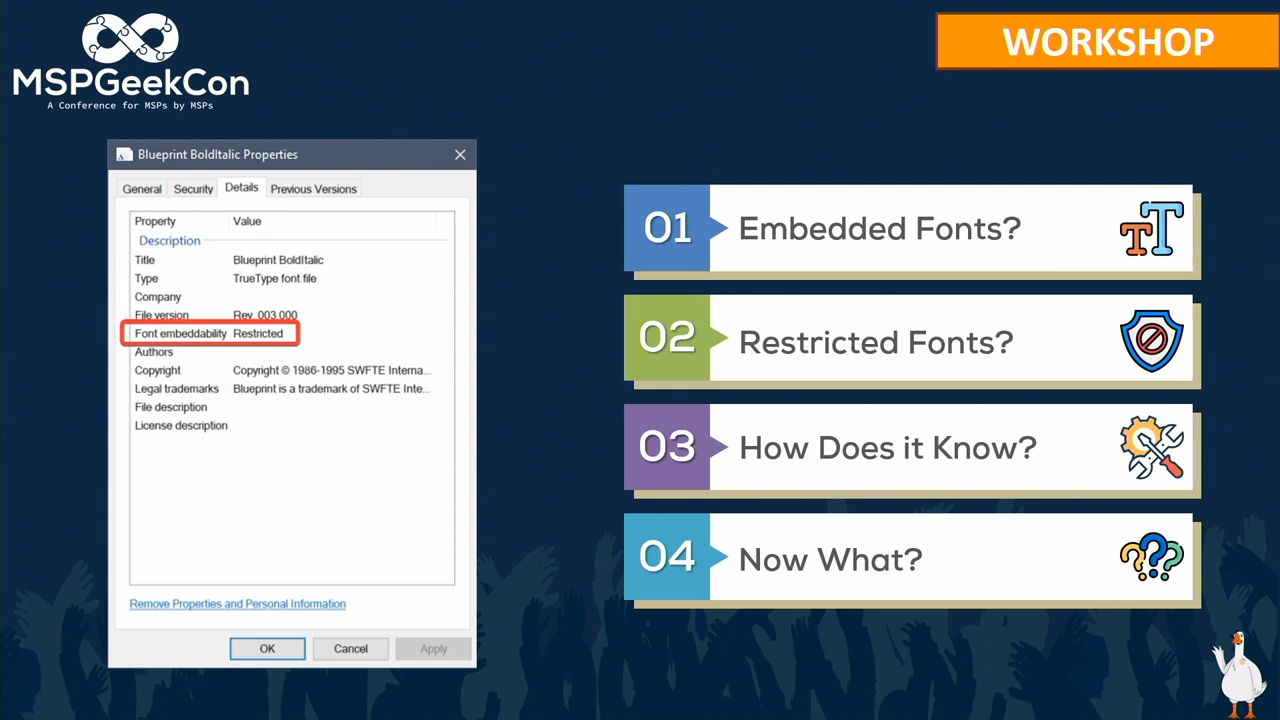 MSPGeekCon
A Conference for MSPs by MSPs
WORKSHOP
Blueprint BoldItalic Properties
General Security Details Previous Versions
Property Value
Description
Title Blueprint BoldItalic
Type TrueType font file
Company
File version Rev. 003.000
Font embeddability Restricted
Authors
Copyright Copyright © 1986-1995 SWFTE Interna...
Legal trademarks Blueprint is a trademark of SWFTE Inte...
File description
License description
Remove Properties and Personal Information
OK Cancel Apply
01 Embedded Fonts?
02 Restricted Fonts?
03 How Does it Know?
04 Now What?